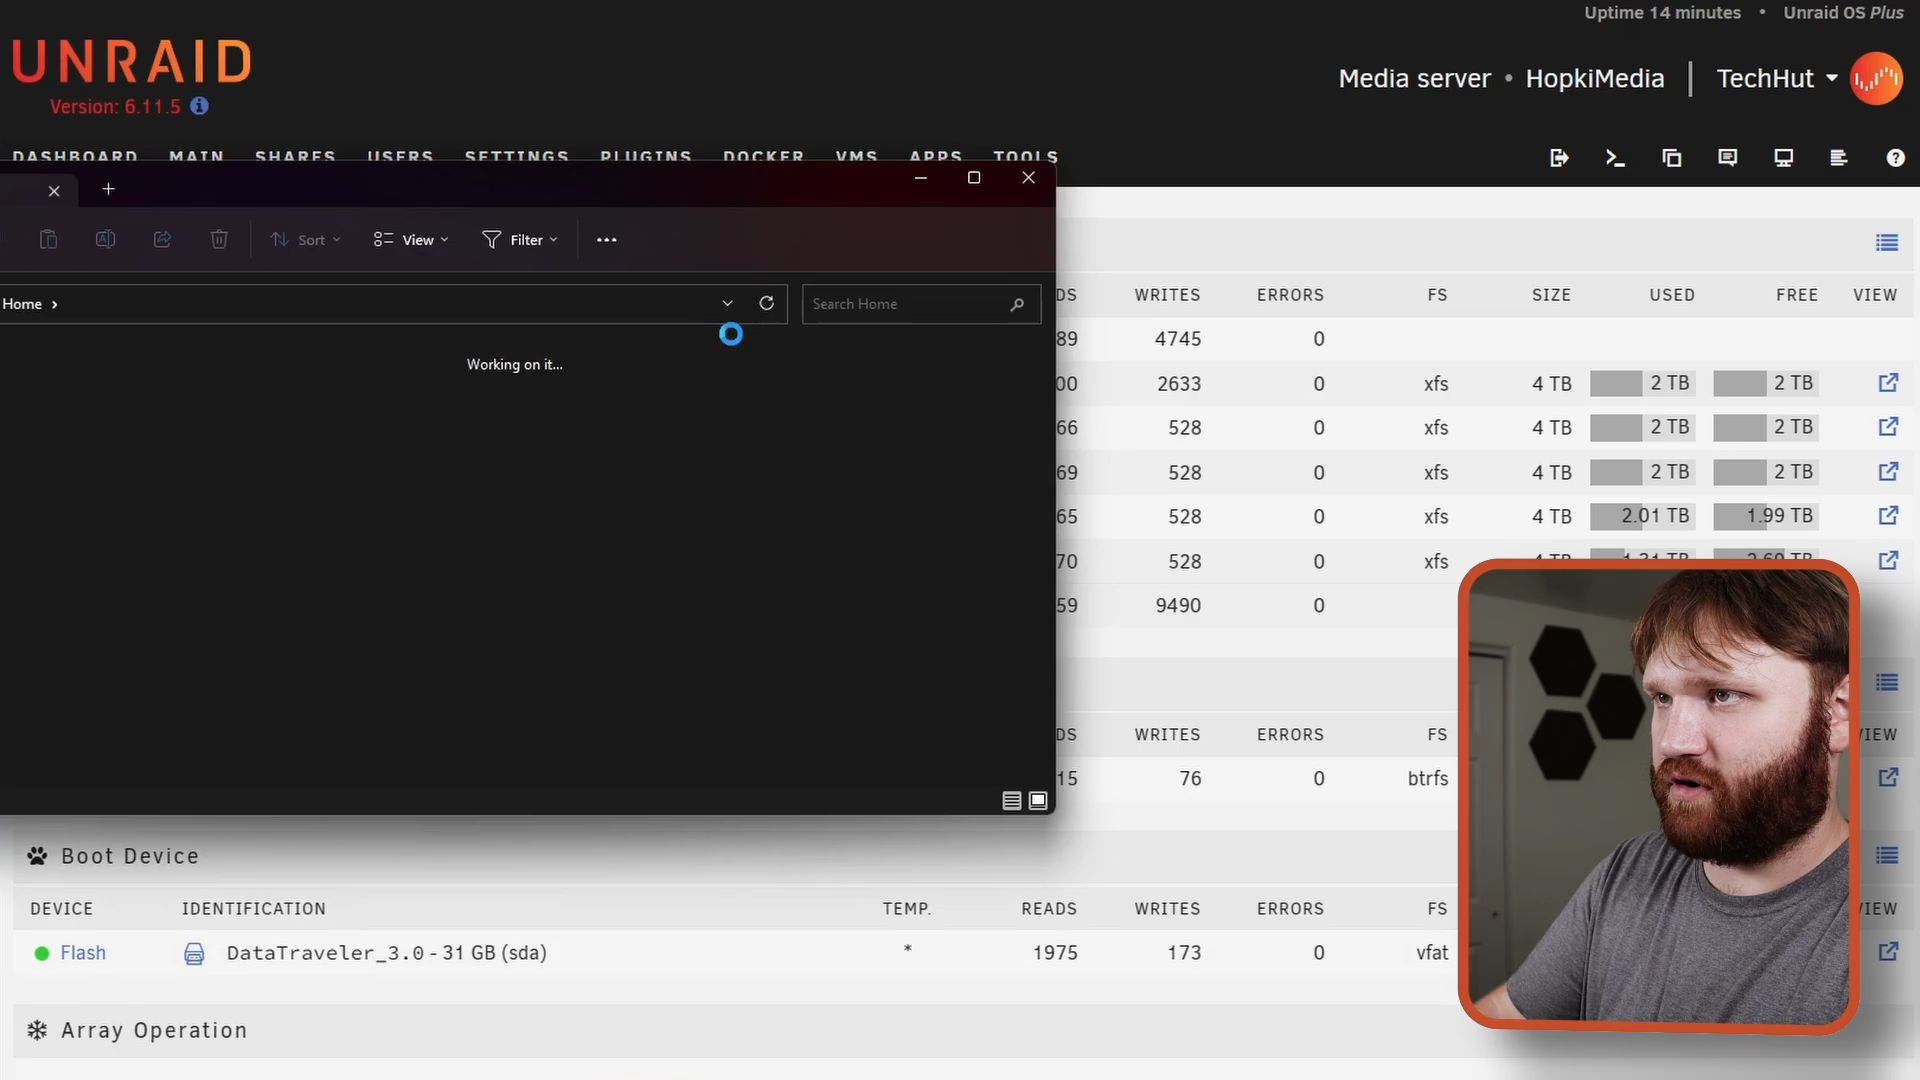 Uptime 14 minutes • Unraid OS Plus
UNRAID
Version: 6.11.5
Media server • HopkiMedia
TechHut
DASHBOARD MAIN SHARES USERS SETTINGS PLUGINS DOCKER VMS APPS TOOLS
Sort
View
Filter
Home
Search Home
Working on it...
DS WRITES ERRORS FS SIZE USED FREE VIEW
89 4745 0
00 2633 0 xfs 4 TB 2 TB 2 TB
66 528 0 xfs 4 TB 2 TB 2 TB
69 528 0 xfs 4 TB 2 TB 2 TB
65 528 0 xfs 4 TB 2.01 TB 1.99 TB
70 528 0 xfs 4 TB
59 9490 0
DS WRITES ERRORS FS VIEW
15 76 0 btrfs
Boot Device
DEVICE IDENTIFICATION TEMP. READS WRITES ERRORS FS VIEW
Flash DataTraveler_3.0 - 31 GB (sda) * 1975 173 0 vfat
Array Operation